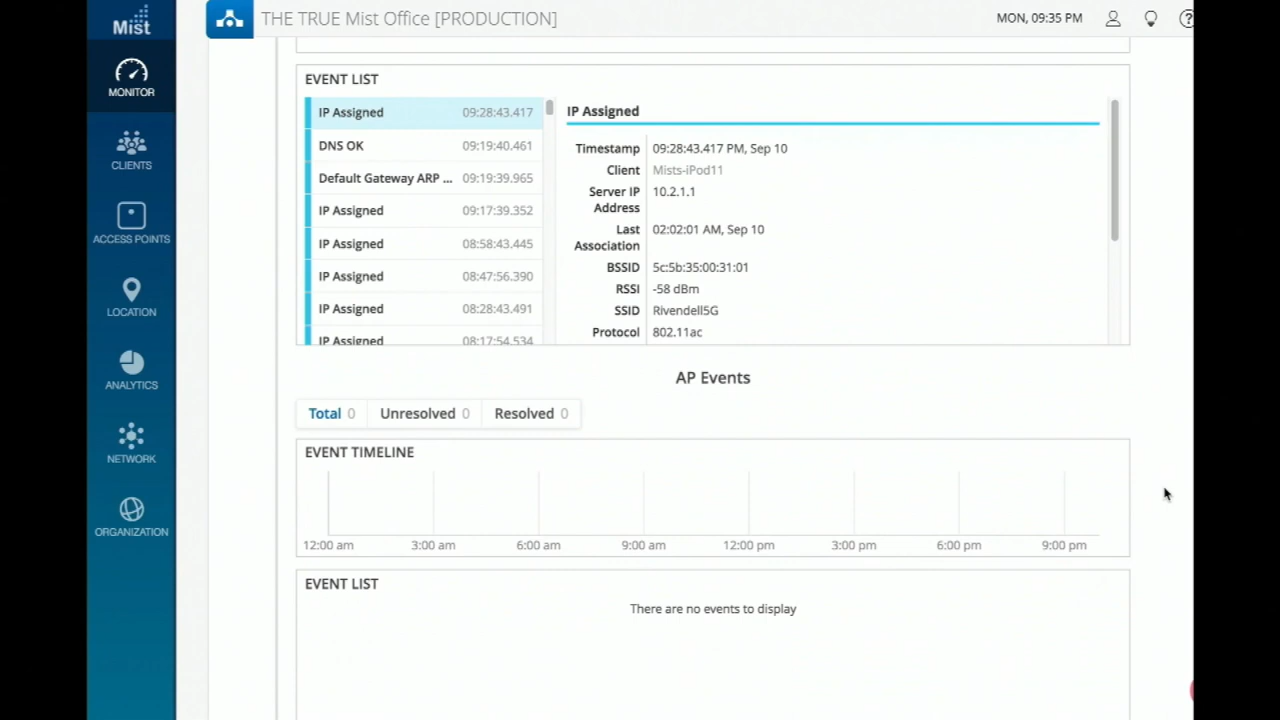 Mist
THE TRUE Mist Office [PRODUCTION]
MON, 09:35 PM
?
MONITOR
CLIENTS
ACCESS POINTS
LOCATION
ANALYTICS
NETWORK
ORGANIZATION
EVENT LIST
IP Assigned 09:28:43.417
DNS OK 09:19:40.461
Default Gateway ARP ... 09:19:39.965
IP Assigned 09:17:39.352
IP Assigned 08:58:43.445
IP Assigned 08:47:56.390
IP Assigned 08:28:43.491
IP Assigned 08:17:54.534
IP Assigned
Timestamp 09:28:43.417 PM, Sep 10
Client Mists-iPod11
Server IP 10.2.1.1
Address
Last 02:02:01 AM, Sep 10
Association
BSSID 5c:5b:35:00:31:01
RSSI -58 dBm
SSID Rivendell5G
Protocol 802.11ac
AP Events
Total 0 Unresolved 0 Resolved 0
EVENT TIMELINE
12:00 am 3:00 am 6:00 am 9:00 am 12:00 pm 3:00 pm 6:00 pm 9:00 pm
EVENT LIST
There are no events to display